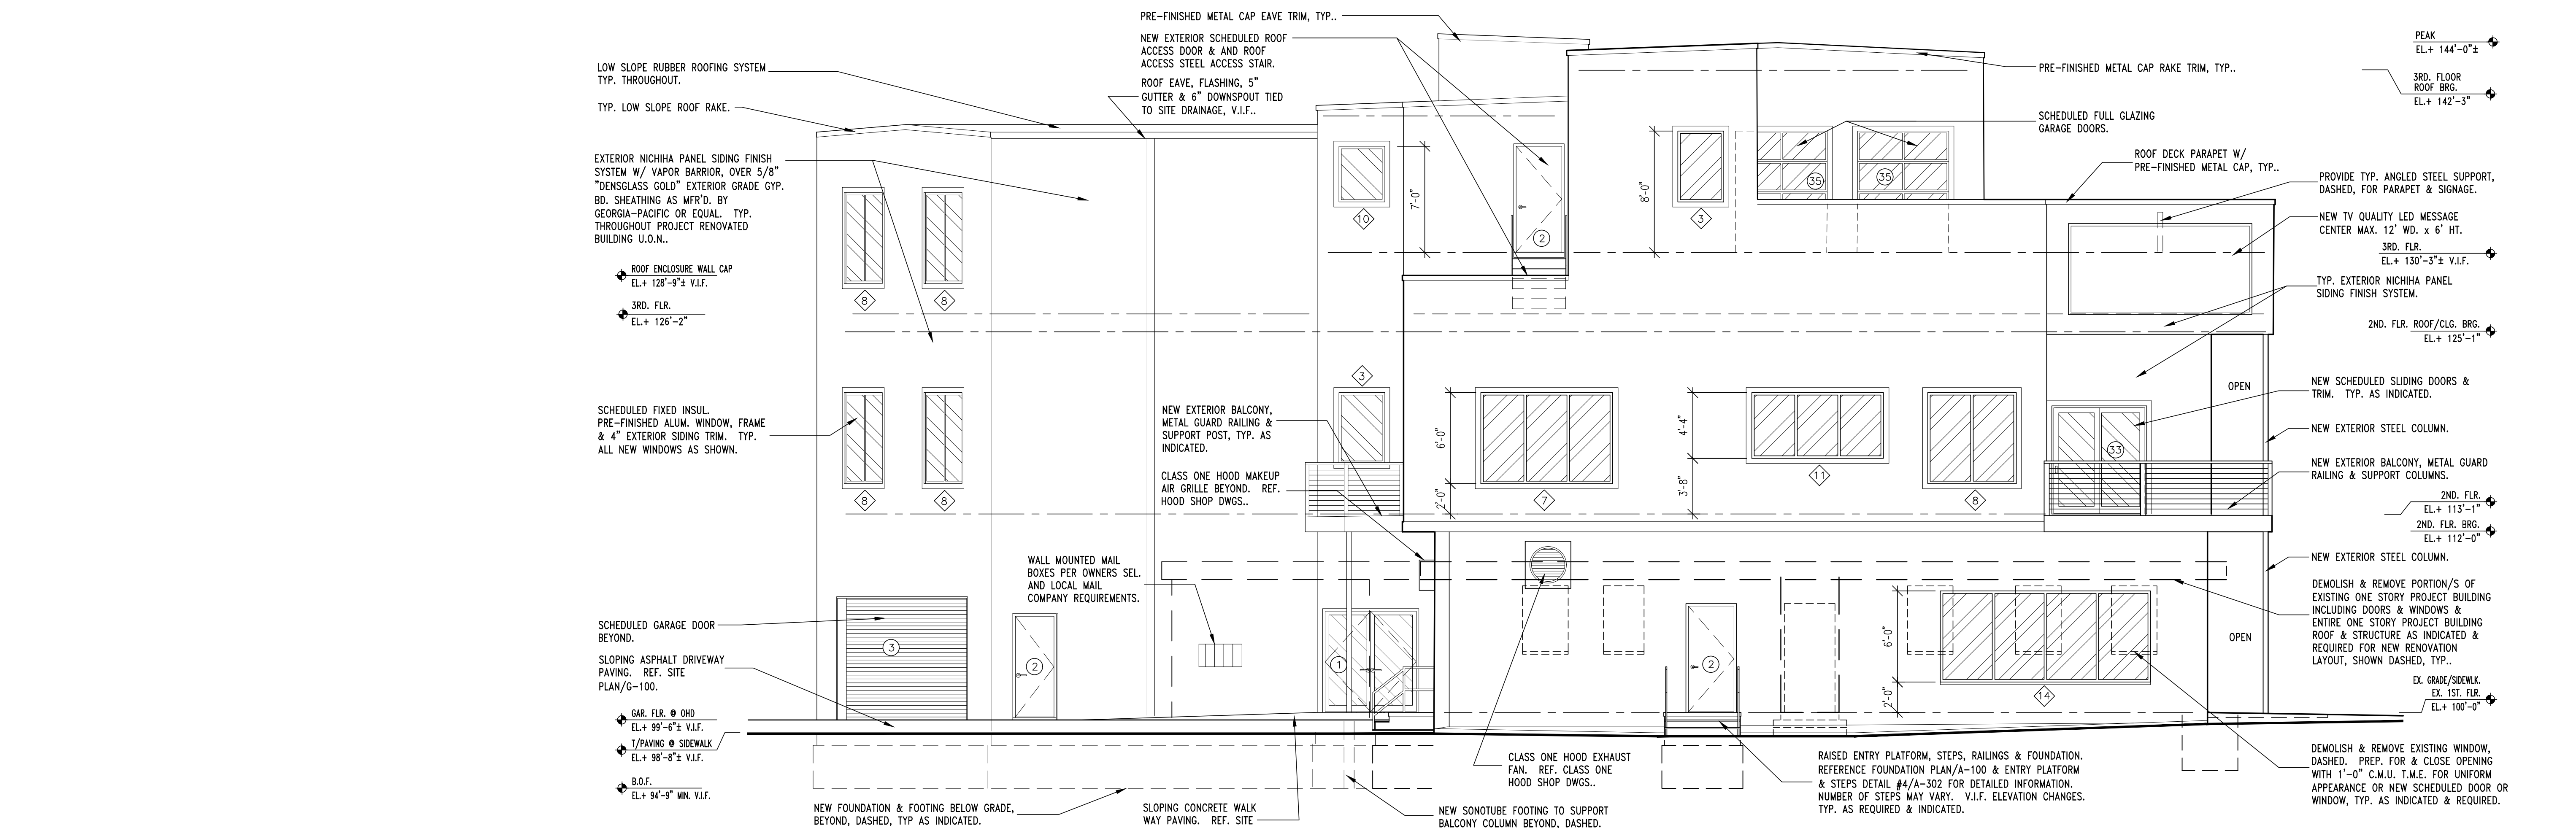 PRE-FINISHED METAL CAP EAVE TRIM, TYP..
NEW EXTERIOR SCHEDULED ROOF
ACCESS DOOR & AND ROOF
ACCESS STEEL ACCESS STAIR.
ROOF EAVE, FLASHING, 5"
GUTTER & 6" DOWNSPOUT TIED
TO SITE DRAINAGE, V.I.F..
LOW SLOPE RUBBER ROOFING SYSTEM
TYP. THROUGHOUT.
TYP. LOW SLOPE ROOF RAKE.
EXTERIOR NICHIHA PANEL SIDING FINISH
SYSTEM W/ VAPOR BARRIOR, OVER 5/8"
"DENSGLASS GOLD" EXTERIOR GRADE GYP.
BD. SHEATHING AS MFR'D. BY
GEORGIA-PACIFIC OR EQUAL. TYP.
THROUGHOUT PROJECT RENOVATED
BUILDING U.O.N..
ROOF ENCLOSURE WALL CAP
EL.+ 128'-9"± V.I.F.
3RD. FLR.
EL.+ 126'-2"
SCHEDULED FIXED INSUL.
PRE-FINISHED ALUM. WINDOW, FRAME
& 4" EXTERIOR SIDING TRIM. TYP.
ALL NEW WINDOWS AS SHOWN.
SCHEDULED GARAGE DOOR
BEYOND.
SLOPING ASPHALT DRIVEWAY
PAVING. REF. SITE
PLAN/G-100.
GAR. FLR. @ OHD
EL.+ 99'-6"± V.I.F.
T/PAVING @ SIDEWALK
EL.+ 98'-8"± V.I.F.
B.O.F.
EL.+ 94'-9" MIN. V.I.F.
8
8
8
8
3
2
WALL MOUNTED MAIL
BOXES PER OWNERS SEL.
AND LOCAL MAIL
COMPANY REQUIREMENTS.
NEW EXTERIOR BALCONY,
METAL GUARD RAILING &
SUPPORT POST, TYP. AS
INDICATED.
CLASS ONE HOOD MAKEUP
AIR GRILLE BEYOND. REF.
HOOD SHOP DWGS..
10
7'-0"
2
8'-0"
3
35
35
3
6'-0"
2'-0"
7
4'-4"
3'-8"
11
8
33
1
2
6'-0"
2'-0"
14
OPEN
OPEN
NEW FOUNDATION & FOOTING BELOW GRADE,
BEYOND, DASHED, TYP AS INDICATED.
SLOPING CONCRETE WALK
WAY PAVING. REF. SITE
NEW SONOTUBE FOOTING TO SUPPORT
BALCONY COLUMN BEYOND, DASHED.
CLASS ONE HOOD EXHAUST
FAN. REF. CLASS ONE
HOOD SHOP DWGS..
RAISED ENTRY PLATFORM, STEPS, RAILINGS & FOUNDATION.
REFERENCE FOUNDATION PLAN/A-100 & ENTRY PLATFORM
& STEPS DETAIL #4/A-302 FOR DETAILED INFORMATION.
NUMBER OF STEPS MAY VARY. V.I.F. ELEVATION CHANGES.
TYP. AS REQUIRED & INDICATED.
PEAK
EL.+ 144'-0"±
PRE-FINISHED METAL CAP RAKE TRIM, TYP..
3RD. FLOOR
ROOF BRG.
EL.+ 142'-3"
SCHEDULED FULL GLAZING
GARAGE DOORS.
ROOF DECK PARAPET W/
PRE-FINISHED METAL CAP, TYP..
PROVIDE TYP. ANGLED STEEL SUPPORT,
DASHED, FOR PARAPET & SIGNAGE.
NEW TV QUALITY LED MESSAGE
CENTER MAX. 12' WD. x 6' HT.
3RD. FLR.
EL.+ 130'-3"± V.I.F.
TYP. EXTERIOR NICHIHA PANEL
SIDING FINISH SYSTEM.
2ND. FLR. ROOF/CLG. BRG.
EL.+ 125'-1"
NEW SCHEDULED SLIDING DOORS &
TRIM. TYP. AS INDICATED.
NEW EXTERIOR STEEL COLUMN.
NEW EXTERIOR BALCONY, METAL GUARD
RAILING & SUPPORT COLUMNS.
2ND. FLR.
EL.+ 113'-1"
2ND. FLR. BRG.
EL.+ 112'-0"
NEW EXTERIOR STEEL COLUMN.
DEMOLISH & REMOVE PORTION/S OF
EXISTING ONE STORY PROJECT BUILDING
INCLUDING DOORS & WINDOWS &
ENTIRE ONE STORY PROJECT BUILDING
ROOF & STRUCTURE AS INDICATED &
REQUIRED FOR NEW RENOVATION
LAYOUT, SHOWN DASHED, TYP..
EX. GRADE/SIDEWLK.
EX. 1ST. FLR.
EL.+ 100'-0"
DEMOLISH & REMOVE EXISTING WINDOW,
DASHED. PREP. FOR & CLOSE OPENING
WITH 1'-0" C.M.U. T.M.E. FOR UNIFORM
APPEARANCE OR NEW SCHEDULED DOOR OR
WINDOW, TYP. AS INDICATED & REQUIRED.